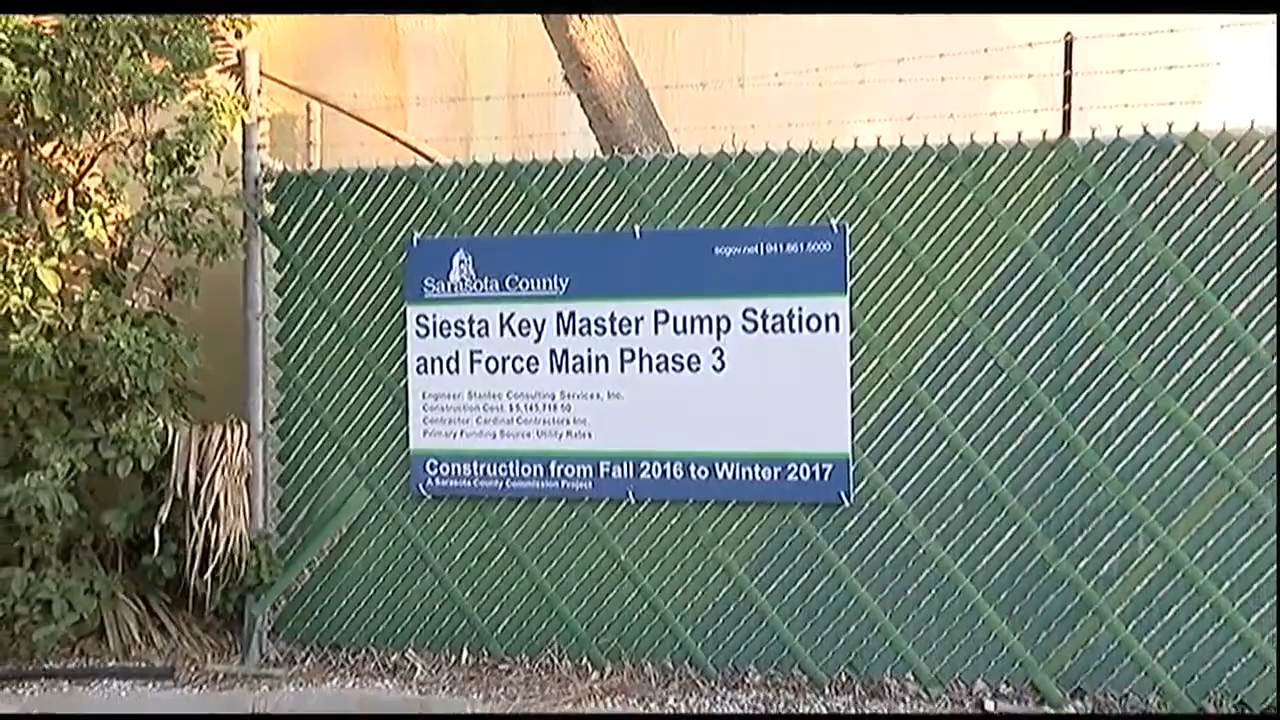 scgov.net | 941.861.5000
Sarasota County
Siesta Key Master Pump Station
and Force Main Phase 3
Engineer: Stantec Consulting Services, Inc.
Construction Cost:
Contractor: Cardinal Contractors Inc.
Primary Funding Source: Utility Rates
Construction from Fall 2016 to Winter 2017
A Sarasota County Commission Project